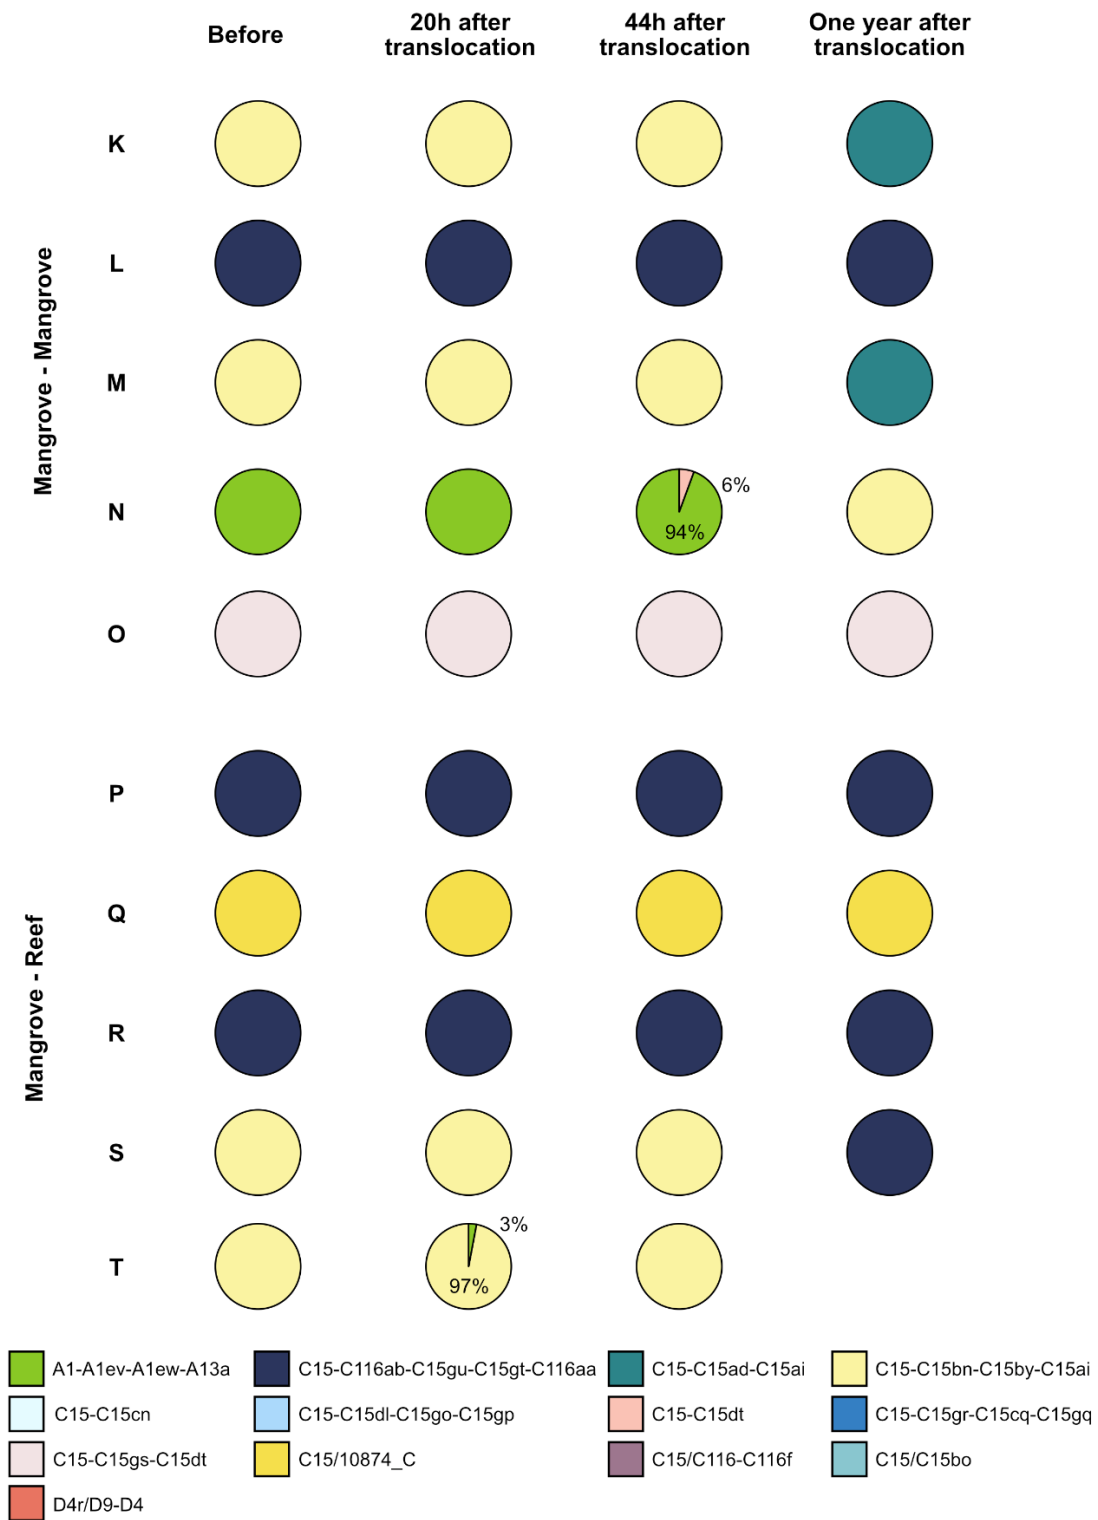 Before
20h after
translocation
44h after
translocation
One year after
translocation
Mangrove - Mangrove
K
L
M
N
6%
94%
O
Mangrove - Reef
P
Q
R
S
T
3%
97%
A1-A1ev-A1ew-A13a
C15-C116ab-C15gu-C15gt-C116aa
C15-C15ad-C15ai
C15-C15bn-C15by-C15ai
C15-C15cn
C15-C15dl-C15go-C15gp
C15-C15dt
C15-C15gr-C15cq-C15gq
C15-C15gs-C15dt
C15/10874_C
C15/C116-C116f
C15/C15bo
D4r/D9-D4